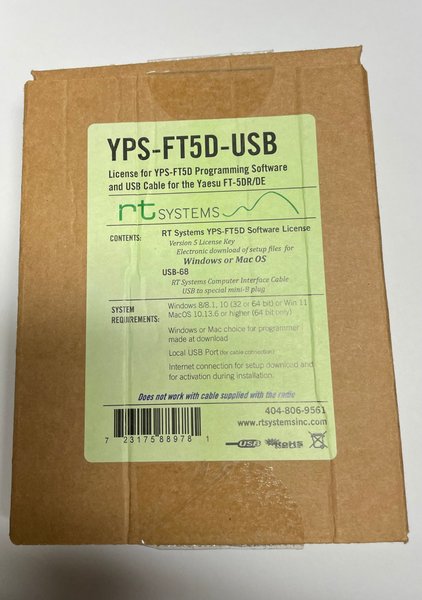 YPS-FT5D-USB
License for YPS-FT5D Programming Software
and USB Cable for the Yaesu FT-5DR/DE
rt SYSTEMS
CONTENTS: RT Systems YPS-FT5D Software License
Version 5 License Key
Electronic download of setup files for
Windows or Mac OS
USB-68
RT Systems Computer Interface Cable
USB to special mini-B plug
SYSTEM REQUIREMENTS:
Windows 8/8.1, 10 (32 or 64 bit) or Win 11
MacOS 10.13.6 or higher (64 bit only)
Windows or Mac choice for programmer
made at download
Local USB Port (for cable connection)
Internet connection for setup download and
for activation during installation.
Does not work with cable supplied with the radio
404-806-9561
www.rtsystemsinc.com
7 23175 88978 1
USB RoHS